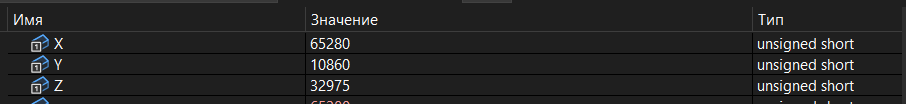 Имя Значение Тип
X 65280 unsigned short
Y 10860 unsigned short
Z 32975 unsigned short